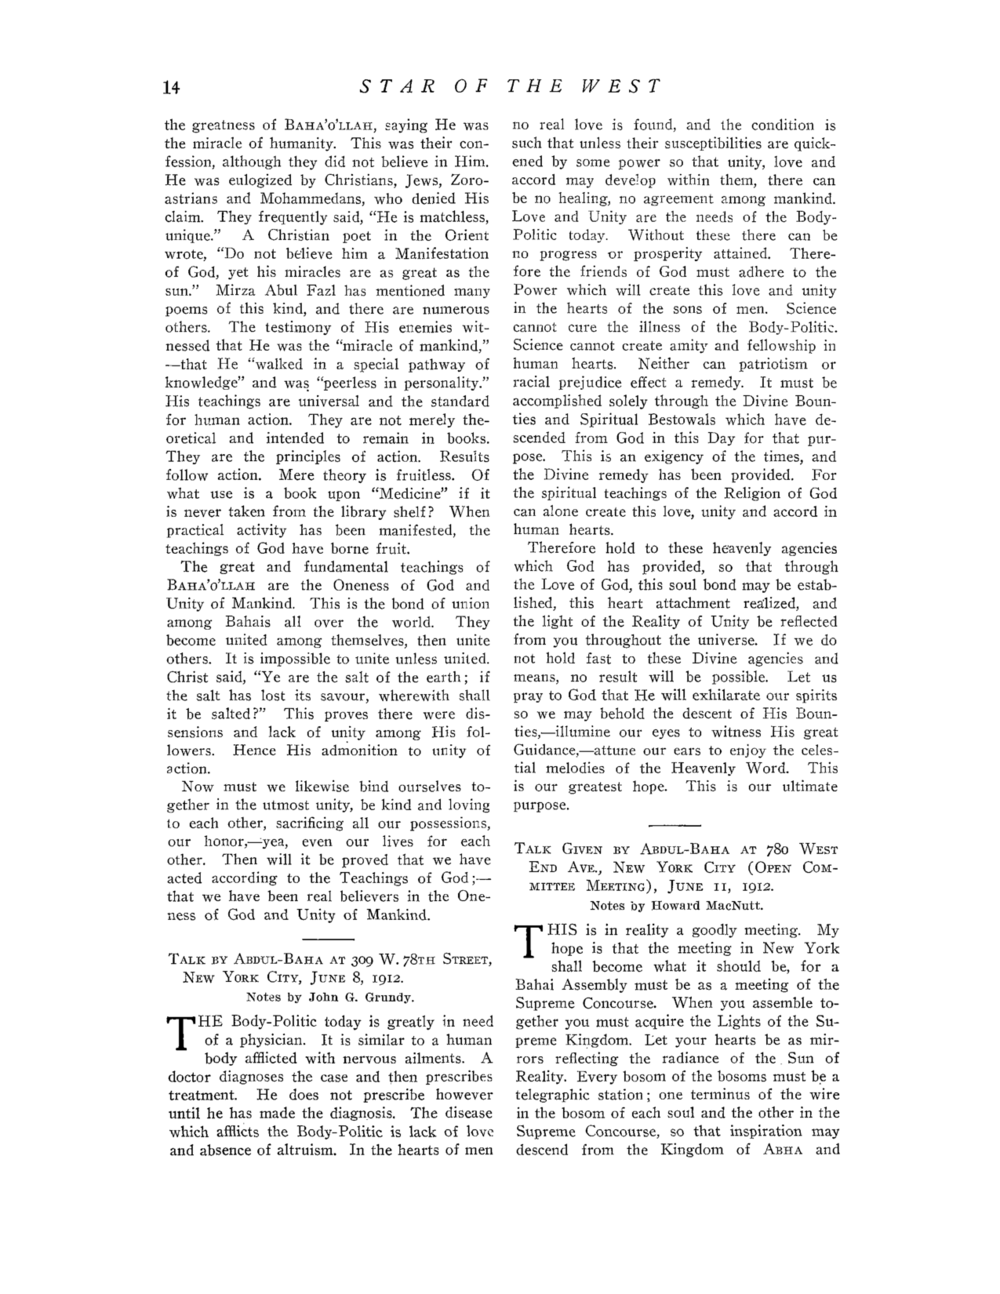 14 STAR OF THE WEST
the greatness of BAHA'O'LLAH, saying He was
the miracle of humanity. This was their con-
fession, although they did not believe in Him.
He was eulogized by Christians, Jews, Zoro-
astrians and Mohammedans, who denied His
claim. They frequently said, “He is matchless,
unique.” A Christian poet in the Orient
wrote, “Do not believe him a Manifestation
of God, yet his miracles are as great as the
sun.” Mirza Abul Fazl has mentioned many
poems of this kind, and there are numerous
others. The testimony of His enemies wit-
nessed that He was the “miracle of mankind,”
—that He “walked in a special pathway of
knowledge” and was “peerless in personality.”
His teachings are universal and the standard
for human action. They are not merely the-
oretical and intended to remain in books.
They are the principles of action. Results
follow action. Mere theory is fruitless. Of
what use is a book upon “Medicine” if it
is never taken from the library shelf? When
practical activity has been manifested, the
teachings of God have borne fruit.
The great and fundamental teachings of
BAHA'O'LLAH are the Oneness of God and
Unity of Mankind. This is the bond of union
among Bahais all over the world. They
become united among themselves, then unite
others. It is impossible to unite unless united.
Christ said, “Ye are the salt of the earth; if
the salt has lost its savour, wherewith shall
it be salted?” This proves there were dis-
sensions and lack of unity among His fol-
lowers. Hence His admonition to unity of
action.
Now must we likewise bind ourselves to-
gether in the utmost unity, be kind and loving
to each other, sacrificing all our possessions,
our honor,—yea, even our lives for each
other. Then will it be proved that we have
acted according to the Teachings of God;—
that we have been real believers in the One-
ness of God and Unity of Mankind.
TALK BY ABDUL-BAHA AT 309 W. 78TH STREET,
NEW YORK CITY, JUNE 8, 1912.
Notes by John G. Grundy.
THE Body-Politic today is greatly in need
of a physician. It is similar to a human
body afflicted with nervous ailments. A
doctor diagnoses the case and then prescribes
treatment. He does not prescribe however
until he has made the diagnosis. The disease
which afflicts the Body-Politic is lack of love
and absence of altruism. In the hearts of men
no real love is found, and the condition is
such that unless their susceptibilities are quick-
ened by some power so that unity, love and
accord may develop within them, there can
be no healing, no agreement among mankind.
Love and Unity are the needs of the Body-
Politic today. Without these there can be
no progress or prosperity attained. There-
fore the friends of God must adhere to the
Power which will create this love and unity
in the hearts of the sons of men. Science
cannot cure the illness of the Body-Politic.
Science cannot create amity and fellowship in
human hearts. Neither can patriotism or
racial prejudice effect a remedy. It must be
accomplished solely through the Divine Boun-
ties and Spiritual Bestowals which have de-
scended from God in this Day for that pur-
pose. This is an exigency of the times, and
the Divine remedy has been provided. For
the spiritual teachings of the Religion of God
can alone create this love, unity and accord in
human hearts.
Therefore hold to these heavenly agencies
which God has provided, so that through
the Love of God, this soul bond may be estab-
lished, this heart attachment realized, and
the light of the Reality of Unity be reflected
from you throughout the universe. If we do
not hold fast to these Divine agencies and
means, no result will be possible. Let us
pray to God that He will exhilarate our spirits
so we may behold the descent of His Boun-
ties,—illumine our eyes to witness His great
Guidance,—attune our ears to enjoy the celes-
tial melodies of the Heavenly Word. This
is our greatest hope. This is our ultimate
purpose.
TALK GIVEN BY ABDUL-BAHA AT 780 WEST
END AVE., NEW YORK CITY (OPEN COM-
MITTEE MEETING), JUNE 11, 1912.
Notes by Howard MacNutt.
THIS is in reality a goodly meeting. My
hope is that the meeting in New York
shall become what it should be, for a
Bahai Assembly must be as a meeting of the
Supreme Concourse. When you assemble to-
gether you must acquire the Lights of the Su-
preme Kingdom. Let your hearts be as mir-
rors reflecting the radiance of the Sun of
Reality. Every bosom of the bosoms must be a
telegraphic station; one terminus of the wire
in the bosom of each soul and the other in the
Supreme Concourse, so that inspiration may
descend from the Kingdom of ABHA and